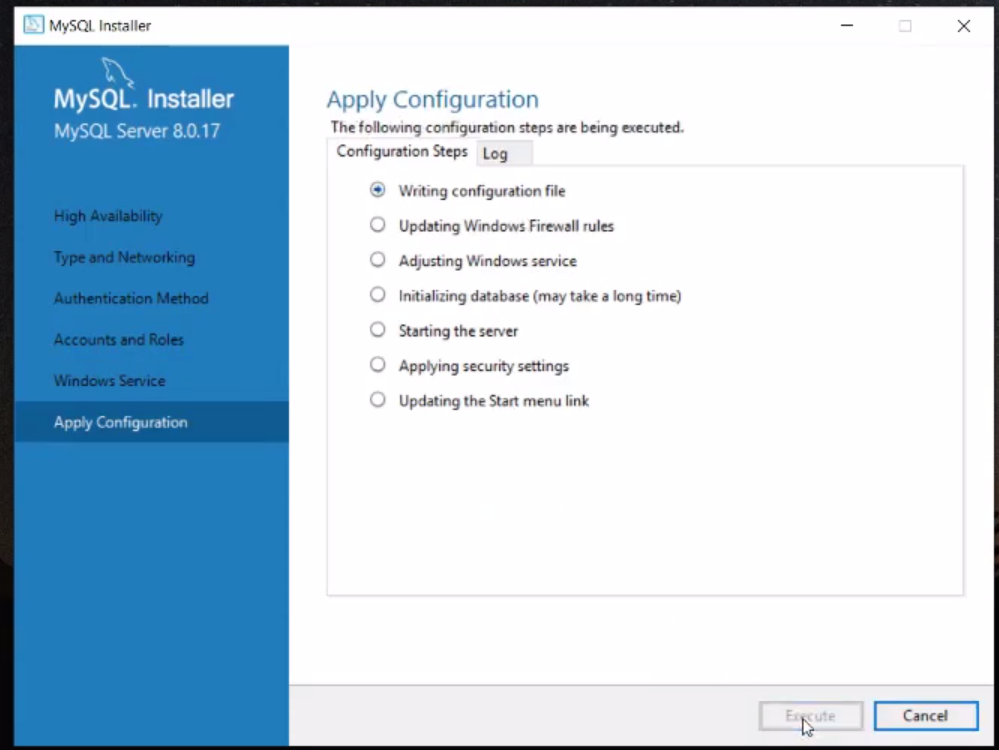 MySQL Installer
MySQL. Installer
MySQL Server 8.0.17
High Availability
Type and Networking
Authentication Method
Accounts and Roles
Windows Service
Apply Configuration
Apply Configuration
The following configuration steps are being executed.
Configuration Steps Log
Writing configuration file
Updating Windows Firewall rules
Adjusting Windows service
Initializing database (may take a long time)
Starting the server
Applying security settings
Updating the Start menu link
Execute Cancel